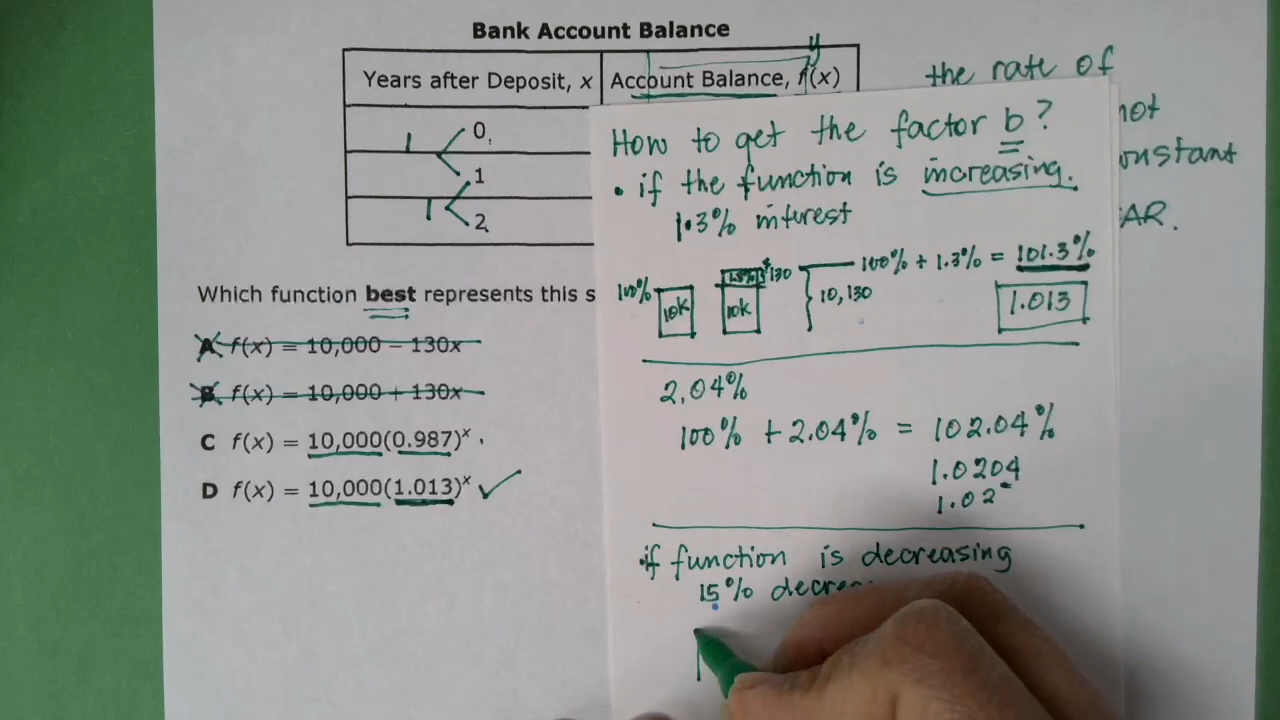 Bank Account Balance
y
Years after Deposit, x Account Balance, f(x)
1 0
1
1 2
the rate of
not
onstant
AR.
How to get the factor b?
• if the function is increasing.
1.3% interest
100% 10k 10k $130 10,130 100% + 1.3% = 101.3%
1.013
2.04%
100% + 2.04% = 102.04%
1.0204
1.02
• if function is decreasing
15% decre
Which function best represents this s
A f(x) = 10,000 − 130x
B f(x) = 10,000 + 130x
C f(x) = 10,000(0.987)ˣ
D f(x) = 10,000(1.013)ˣ ✓